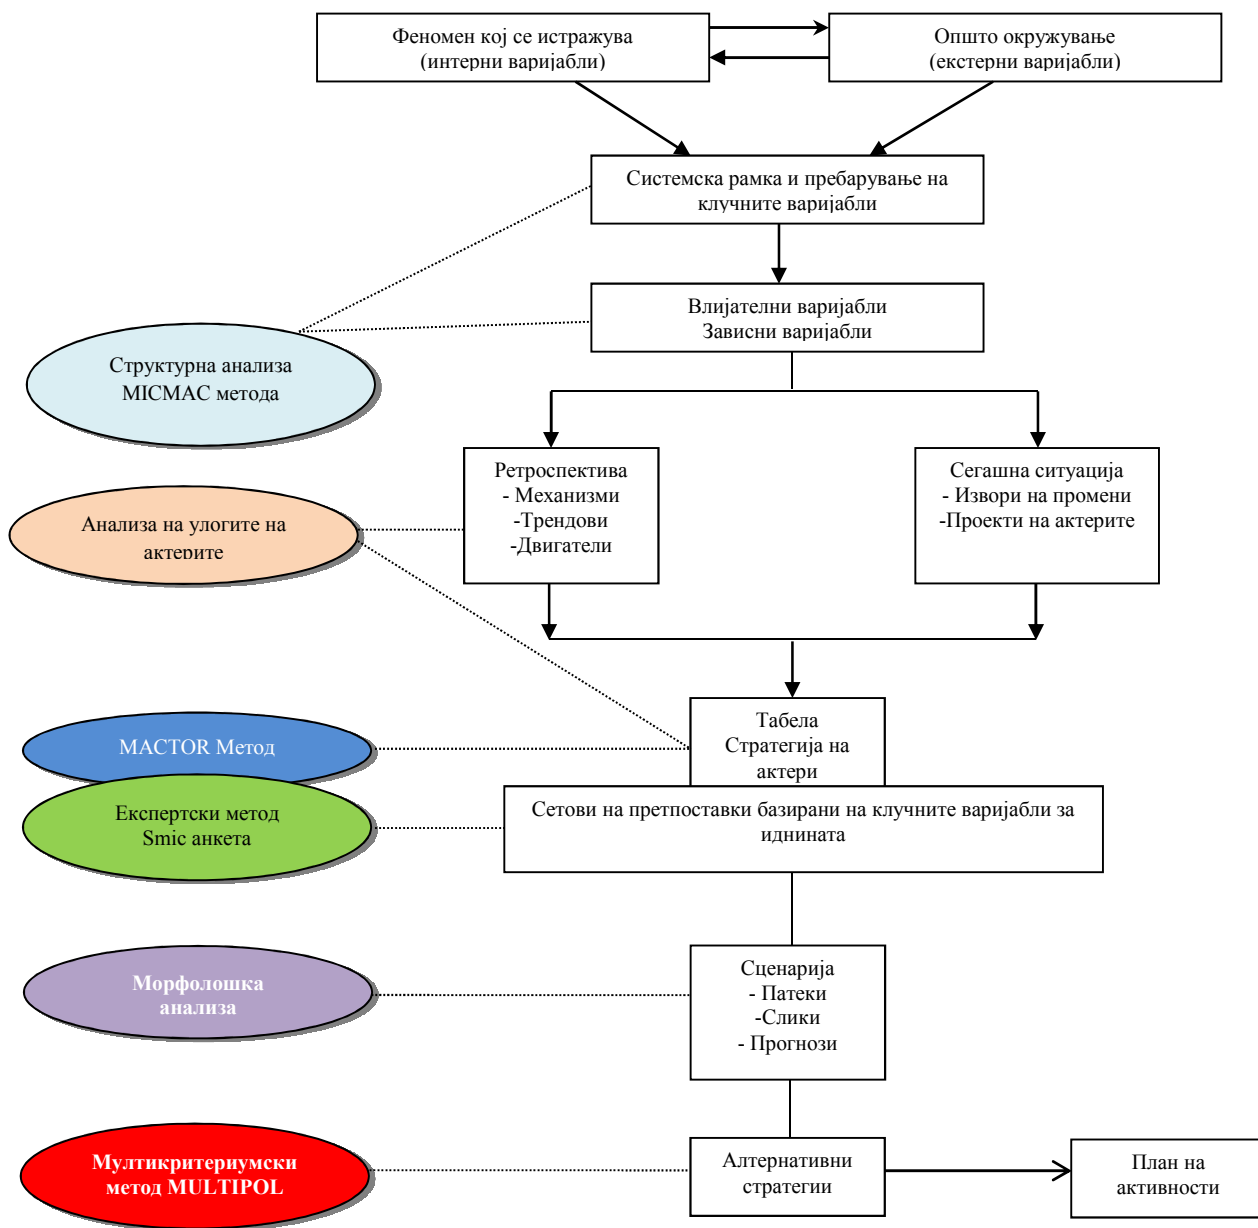 Феномен кој се истражува
(интерни варијабли)
Општо окружување
(екстерни варијабли)
Системска рамка и пребарување на
клучните варијабли
Влијателни варијабли
Зависни варијабли
Структурна анализа
MICMAC метода
Ретроспектива
- Механизми
-Трендови
-Двигатели
Сегашна ситуација
- Извори на промени
-Проекти на актерите
Анализа на улогите на
актерите
Табела
Стратегија на
актери
MACTOR Метод
Експертски метод
Smic анкета
Сетови на претпоставки базирани на клучните варијабли за
иднината
Морфолошка
анализа
Сценарија
- Патеки
-Слики
- Прогнози
Мултикритериумски
метод MULTIPOL
Алтернативни
стратегии
План на
активности